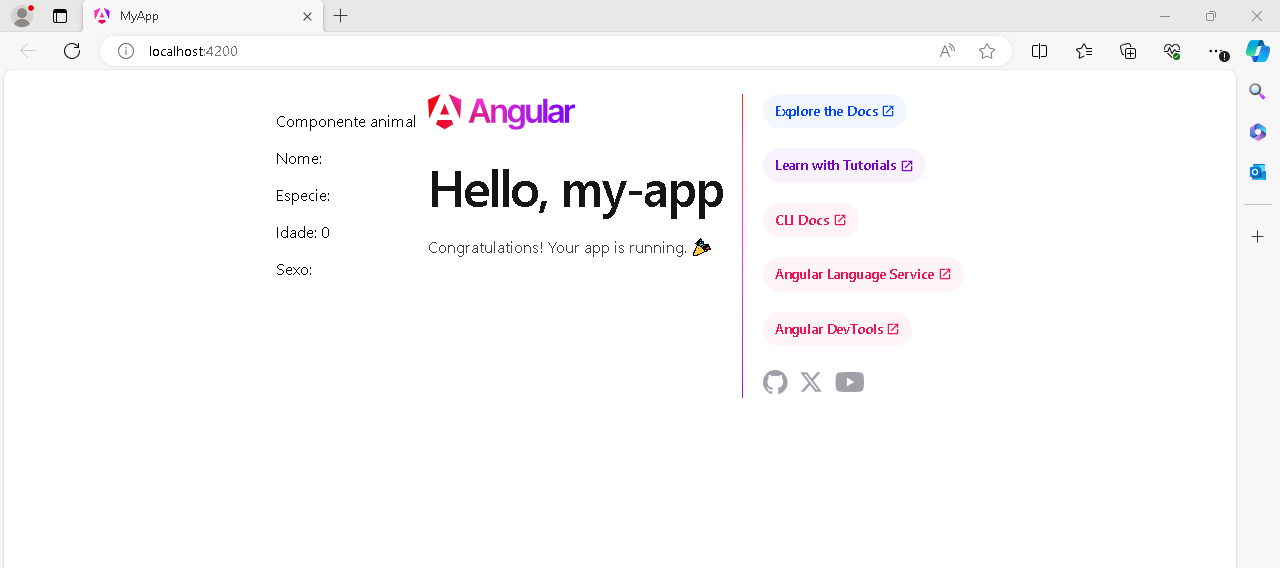 MyApp
localhost:4200
Componente animal
Nome:
Especie:
Idade: 0
Sexo:
Angular
Hello, my-app
Congratulations! Your app is running. 🎉
Explore the Docs
Learn with Tutorials
CLI Docs
Angular Language Service
Angular DevTools